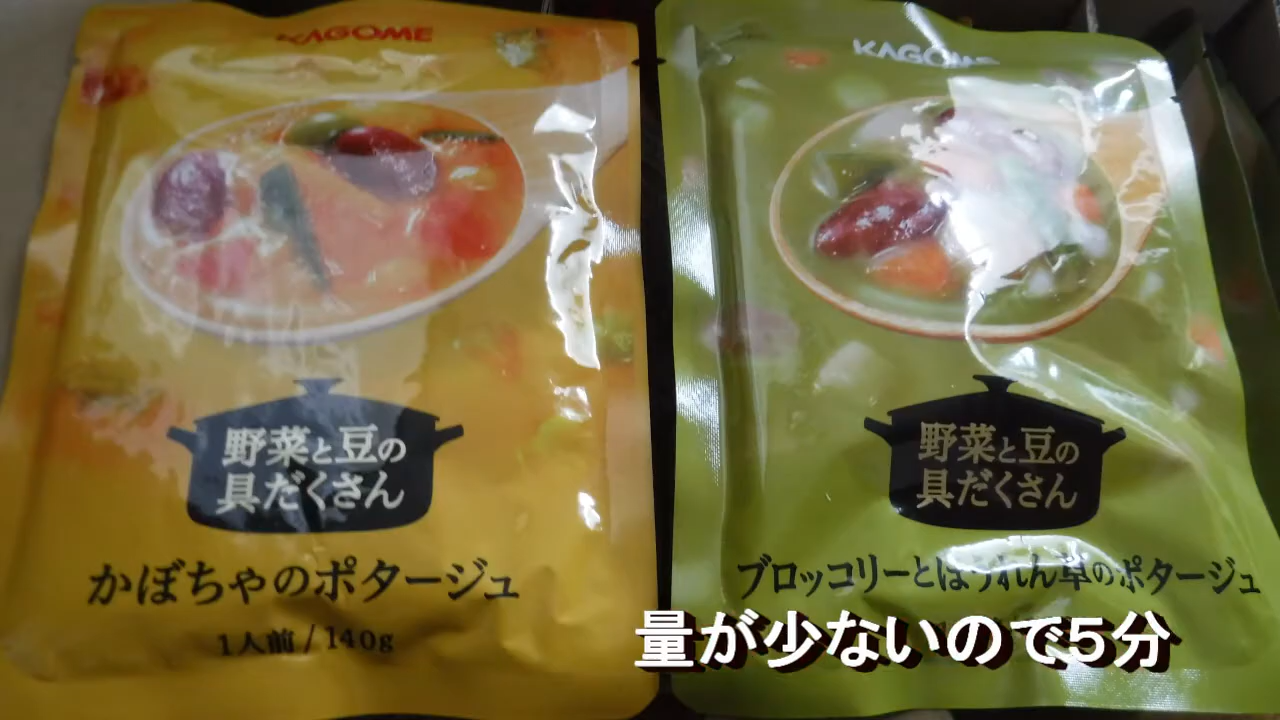 KAGOME
野菜と豆の
具だくさん
かぼちゃのポタージュ
1人前 / 140g
KAGOME
野菜と豆の
具だくさん
ブロッコリーとほうれん草のポタージュ
量が少ないので5分